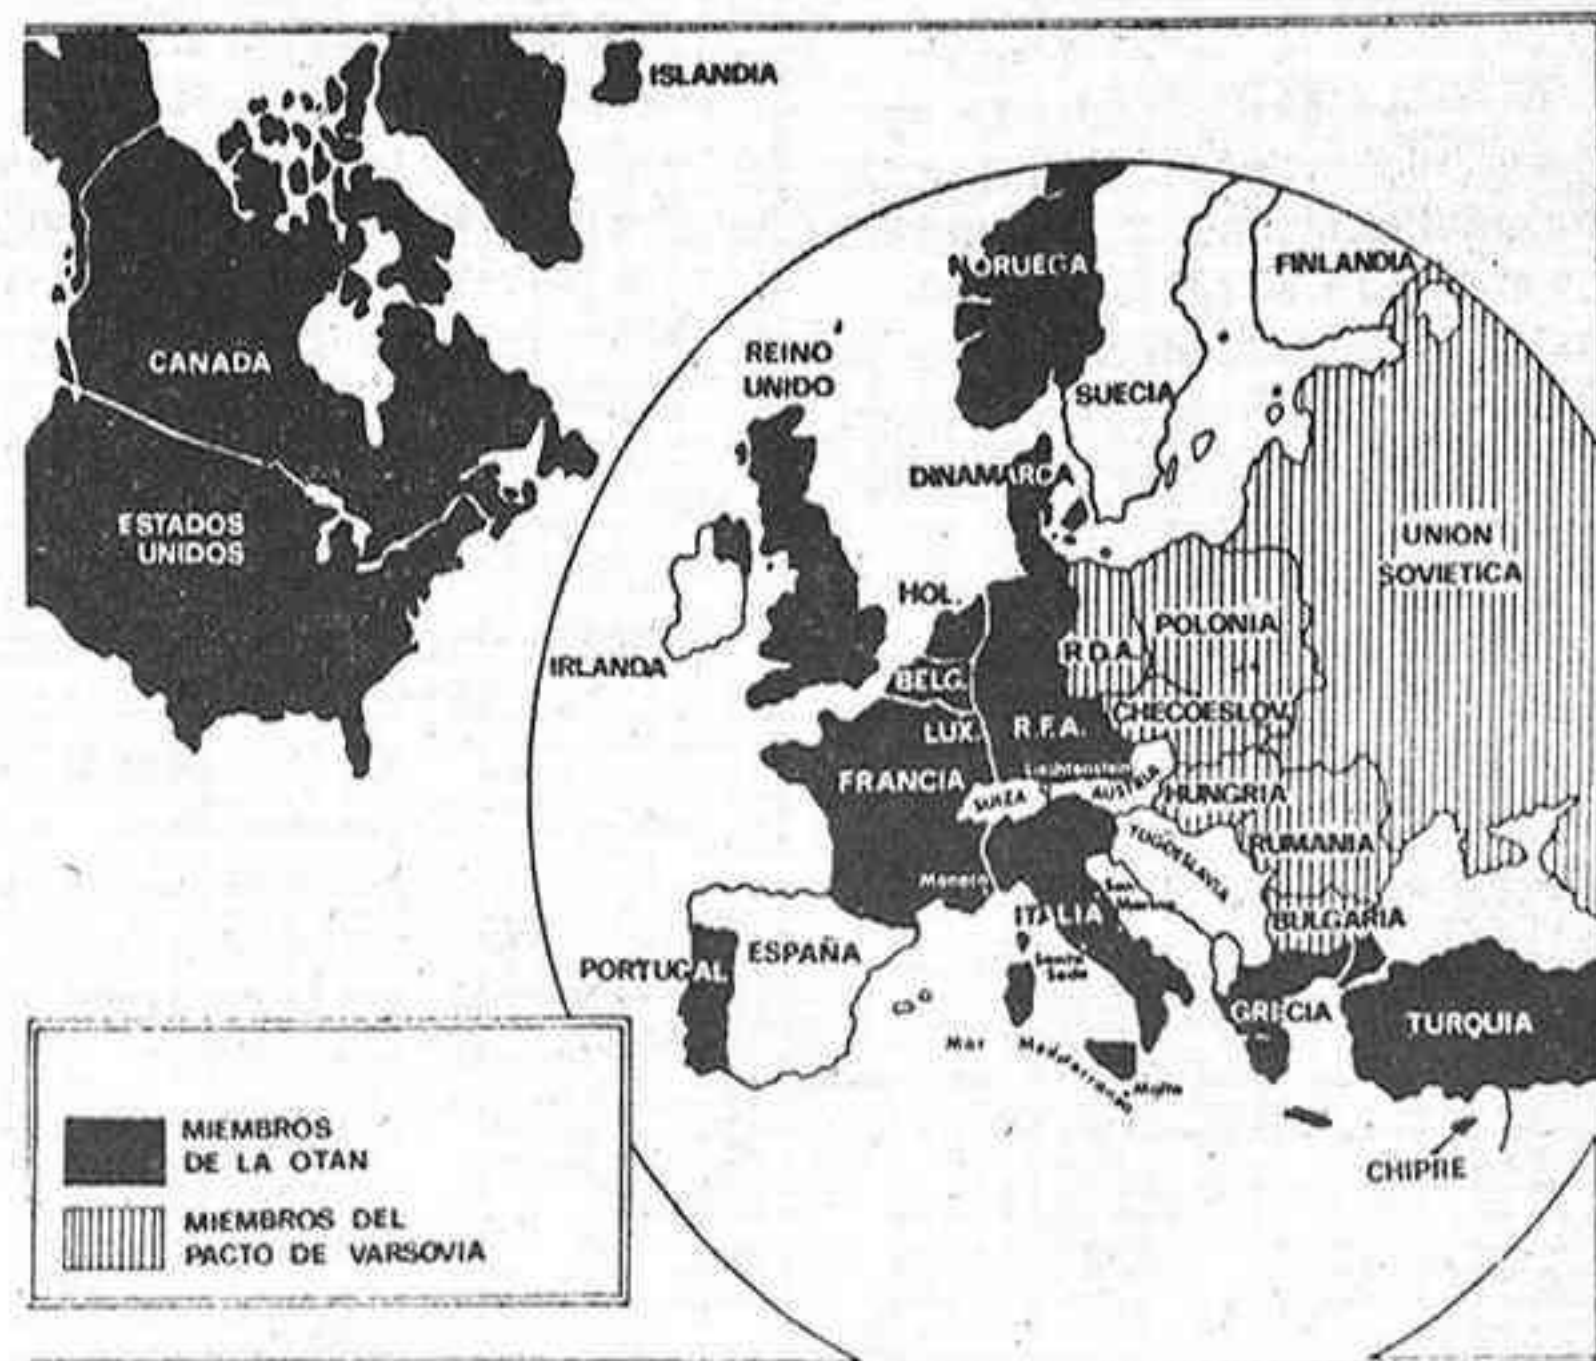 ISLANDIA
CANADA
ESTADOS
UNIDOS
NORUEGA
FINLANDIA
REINO
UNIDO
SUECIA
DINAMARCA
UNION
SOVIETICA
HOL.
POLONIA
R.D.A.
IRLANDA
BELG.
CHECOESLOV.
LUX.
R.F.A.
Liechtenstein
FRANCIA
SUIZA
AUSTRIA
HUNGRIA
YUGOESLAVIA
RUMANIA
Monaco
San
Marino
ITALIA
BULGARIA
ESPAÑA
PORTUGAL
Santa
Sede
GRECIA
TURQUIA
Mar Mediterraneo
Malta
CHIPRE
MIEMBROS
DE LA OTAN
MIEMBROS DEL
PACTO DE VARSOVIA